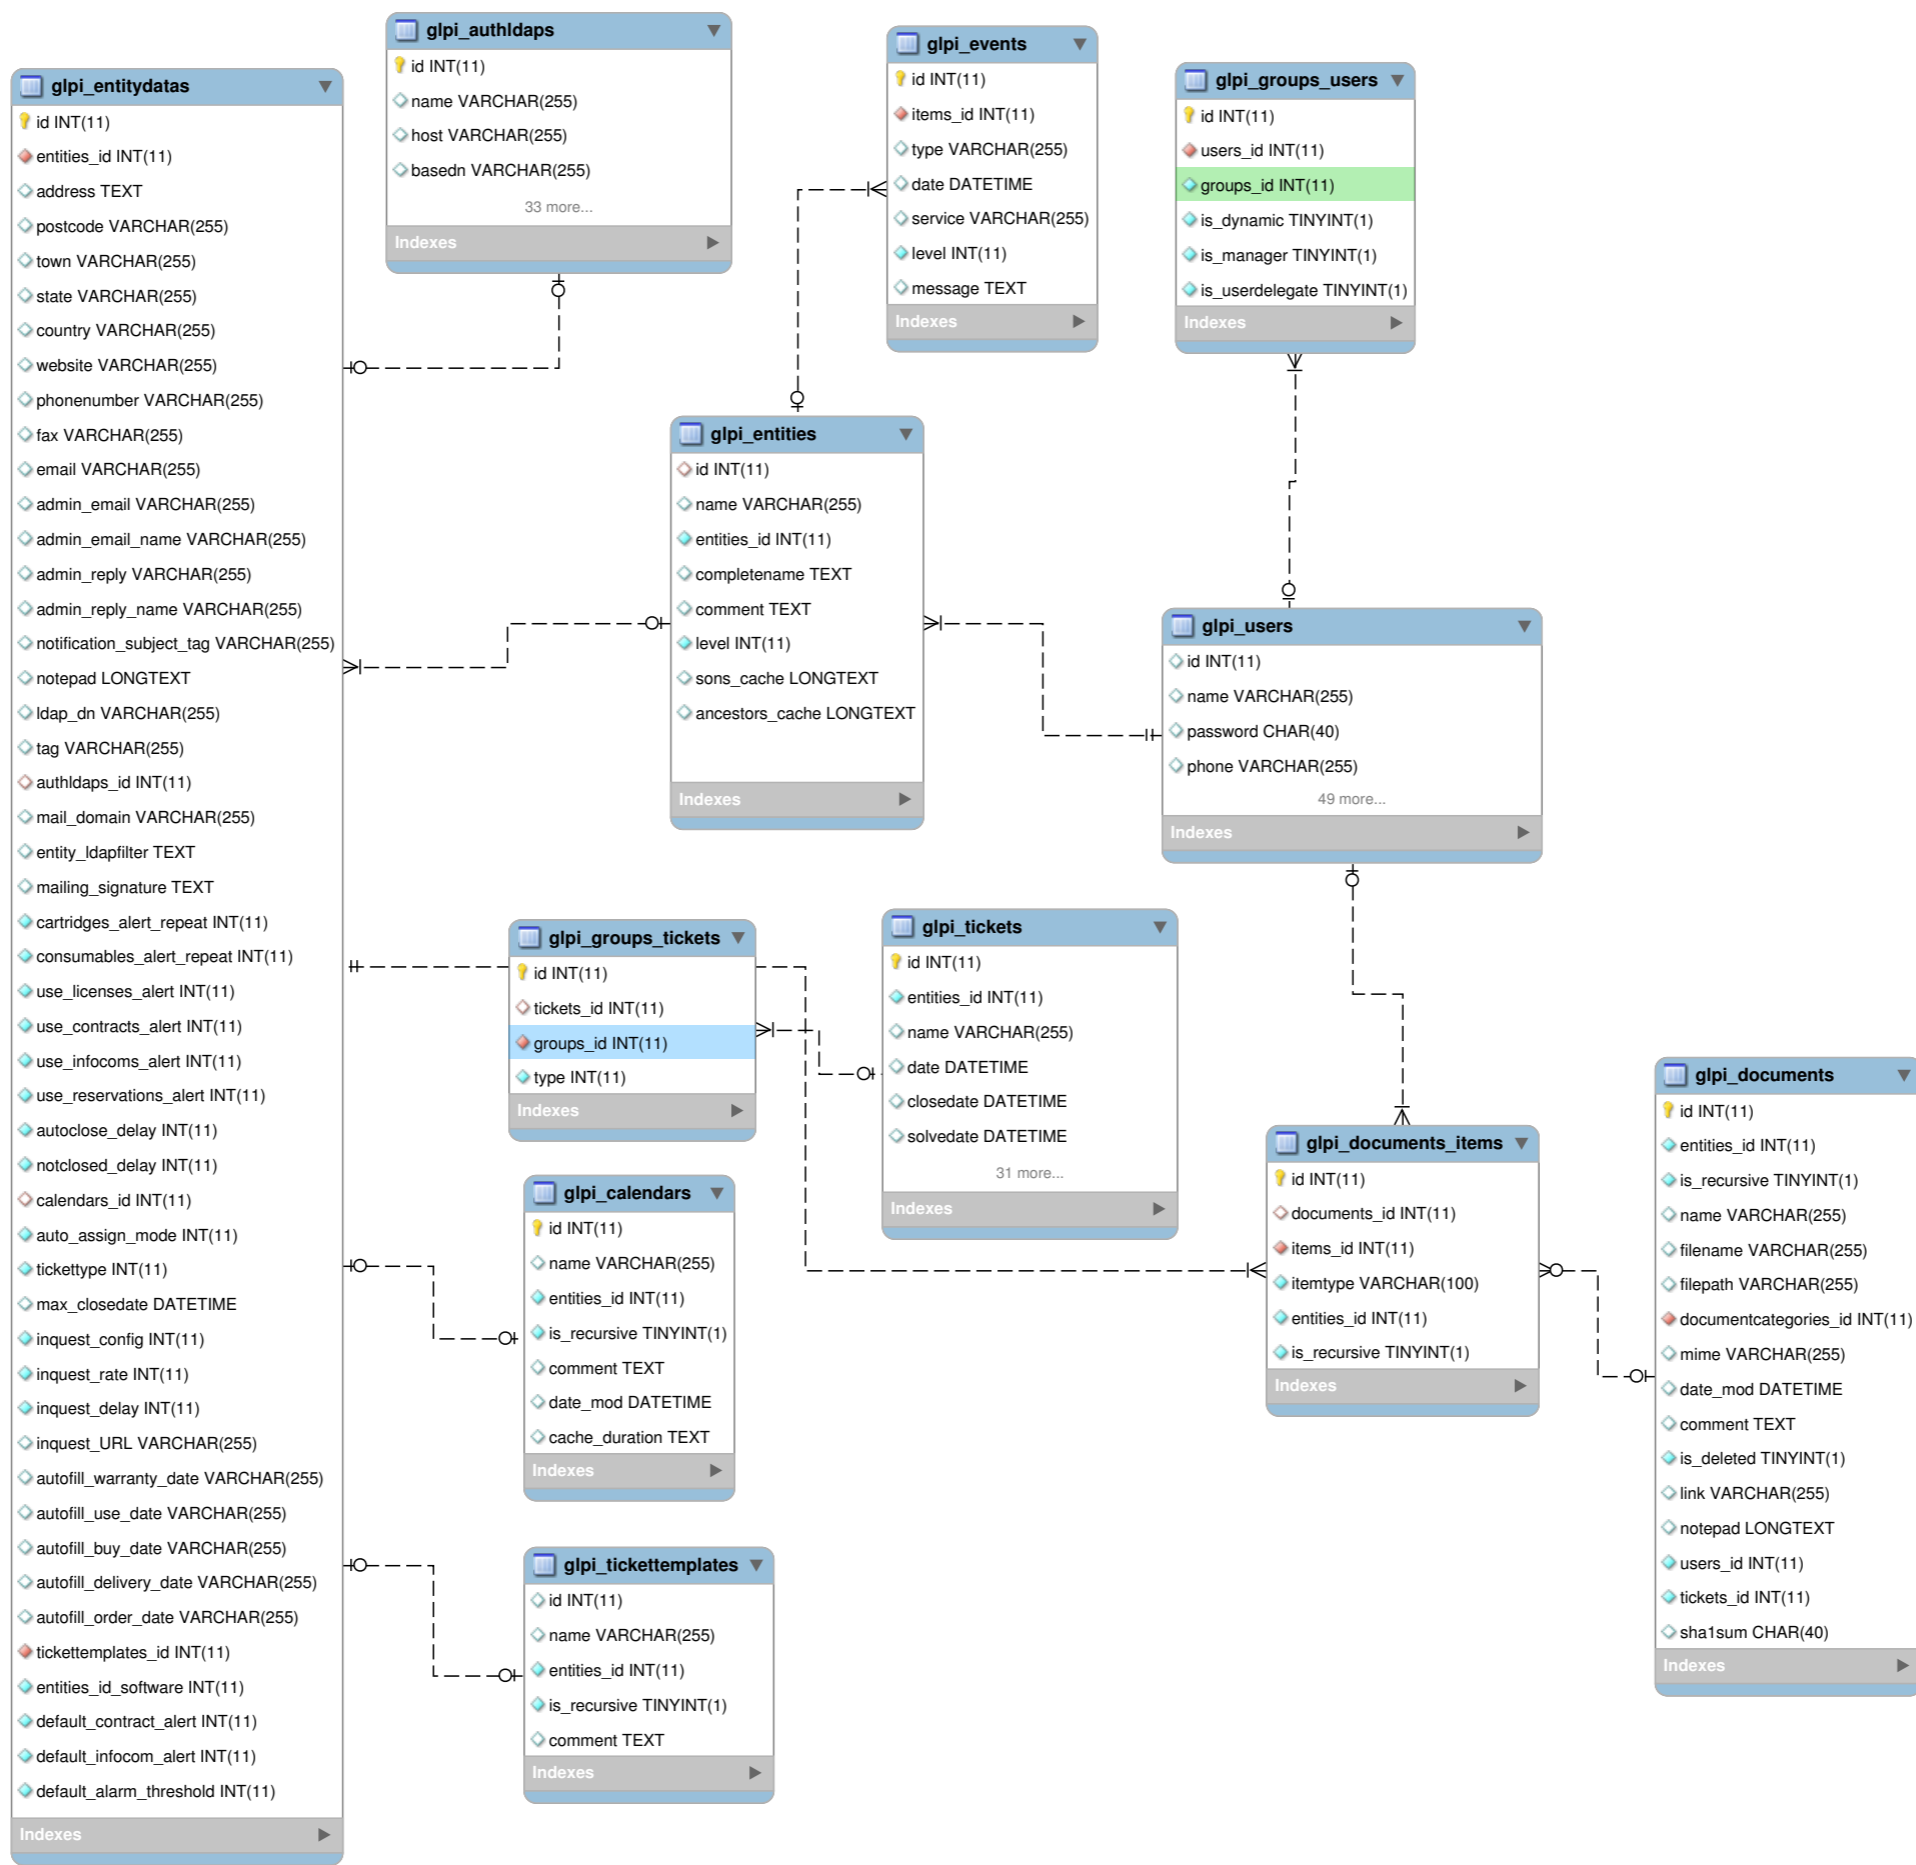 glpi_entitydatas
id INT(11)
entities_id INT(11)
address TEXT
postcode VARCHAR(255)
town VARCHAR(255)
state VARCHAR(255)
country VARCHAR(255)
website VARCHAR(255)
phonenumber VARCHAR(255)
fax VARCHAR(255)
email VARCHAR(255)
admin_email VARCHAR(255)
admin_email_name VARCHAR(255)
admin_reply VARCHAR(255)
admin_reply_name VARCHAR(255)
notification_subject_tag VARCHAR(255)
notepad LONGTEXT
ldap_dn VARCHAR(255)
tag VARCHAR(255)
authldaps_id INT(11)
mail_domain VARCHAR(255)
entity_ldapfilter TEXT
mailing_signature TEXT
cartridges_alert_repeat INT(11)
consumables_alert_repeat INT(11)
use_licenses_alert INT(11)
use_contracts_alert INT(11)
use_infocoms_alert INT(11)
use_reservations_alert INT(11)
autoclose_delay INT(11)
notclosed_delay INT(11)
calendars_id INT(11)
auto_assign_mode INT(11)
tickettype INT(11)
max_closedate DATETIME
inquest_config INT(11)
inquest_rate INT(11)
inquest_delay INT(11)
inquest_URL VARCHAR(255)
autofill_warranty_date VARCHAR(255)
autofill_use_date VARCHAR(255)
autofill_buy_date VARCHAR(255)
autofill_delivery_date VARCHAR(255)
autofill_order_date VARCHAR(255)
tickettemplates_id INT(11)
entities_id_software INT(11)
default_contract_alert INT(11)
default_infocom_alert INT(11)
default_alarm_threshold INT(11)
Indexes
glpi_authldaps
id INT(11)
name VARCHAR(255)
host VARCHAR(255)
basedn VARCHAR(255)
33 more...
Indexes
glpi_events
id INT(11)
items_id INT(11)
type VARCHAR(255)
date DATETIME
service VARCHAR(255)
level INT(11)
message TEXT
Indexes
glpi_groups_users
id INT(11)
users_id INT(11)
groups_id INT(11)
is_dynamic TINYINT(1)
is_manager TINYINT(1)
is_userdelegate TINYINT(1)
Indexes
glpi_entities
id INT(11)
name VARCHAR(255)
entities_id INT(11)
completename TEXT
comment TEXT
level INT(11)
sons_cache LONGTEXT
ancestors_cache LONGTEXT
Indexes
glpi_users
id INT(11)
name VARCHAR(255)
password CHAR(40)
phone VARCHAR(255)
49 more...
Indexes
glpi_groups_tickets
id INT(11)
tickets_id INT(11)
groups_id INT(11)
type INT(11)
Indexes
glpi_tickets
id INT(11)
entities_id INT(11)
name VARCHAR(255)
date DATETIME
closedate DATETIME
solvedate DATETIME
31 more...
Indexes
glpi_calendars
id INT(11)
name VARCHAR(255)
entities_id INT(11)
is_recursive TINYINT(1)
comment TEXT
date_mod DATETIME
cache_duration TEXT
Indexes
glpi_documents_items
id INT(11)
documents_id INT(11)
items_id INT(11)
itemtype VARCHAR(100)
entities_id INT(11)
is_recursive TINYINT(1)
Indexes
glpi_documents
id INT(11)
entities_id INT(11)
is_recursive TINYINT(1)
name VARCHAR(255)
filename VARCHAR(255)
filepath VARCHAR(255)
documentcategories_id INT(11)
mime VARCHAR(255)
date_mod DATETIME
comment TEXT
is_deleted TINYINT(1)
link VARCHAR(255)
notepad LONGTEXT
users_id INT(11)
tickets_id INT(11)
sha1sum CHAR(40)
Indexes
glpi_tickettemplates
id INT(11)
name VARCHAR(255)
entities_id INT(11)
is_recursive TINYINT(1)
comment TEXT
Indexes